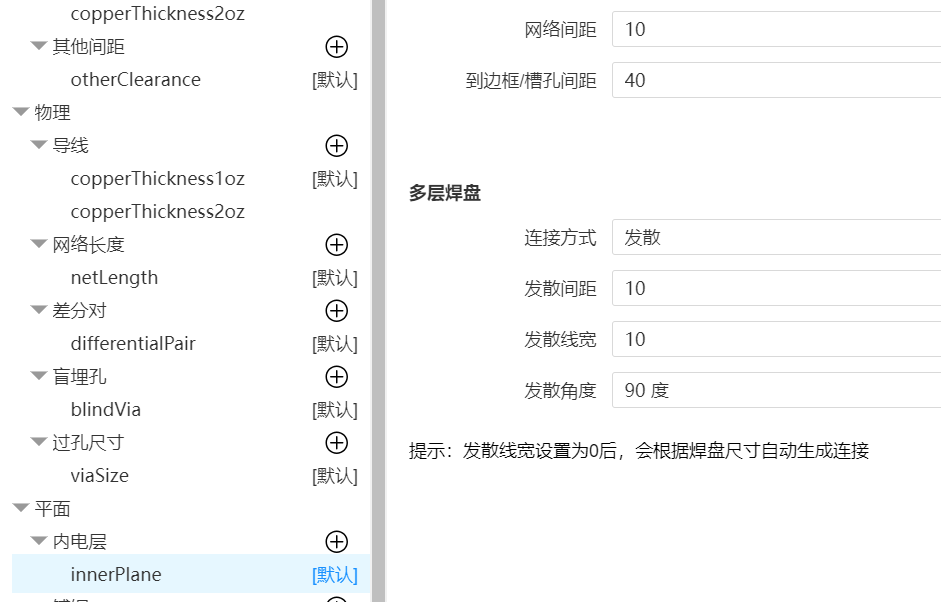 copperThickness2oz
其他间距
otherClearance [默认]
物理
导线
copperThickness1oz [默认]
copperThickness2oz
网络长度
netLength [默认]
差分对
differentialPair [默认]
盲埋孔
blindVia [默认]
过孔尺寸
viaSize [默认]
平面
内电层
innerPlane [默认]
网络间距 10
到边框/槽孔间距 40
多层焊盘
连接方式 发散
发散间距 10
发散线宽 10
发散角度 90 度
提示：发散线宽设置为0后，会根据焊盘尺寸自动生成连接